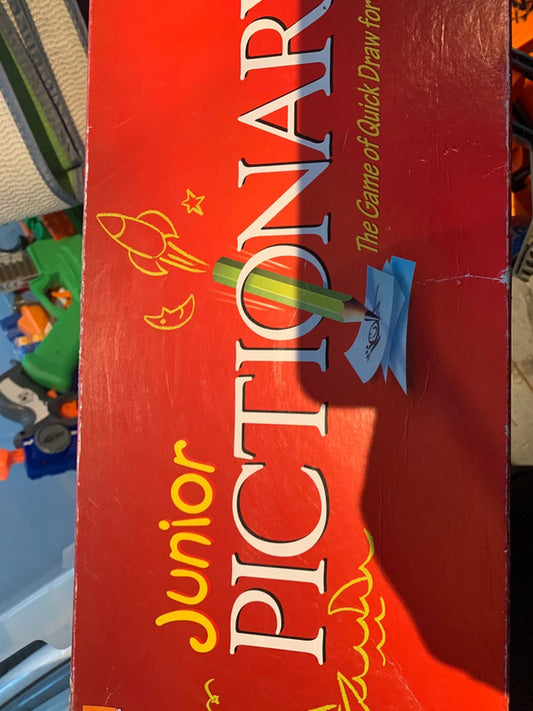 Junior
PICTIONARY
The Game of Quick Draw for